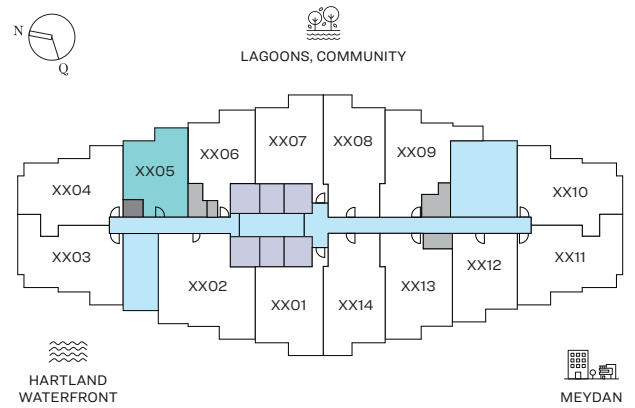 N
Q
LAGOONS, COMMUNITY
XX07
XX08
XX06
XX09
XX05
XX04
XX10
XX03
XX11
XX12
XX02
XX13
XX01
XX14
HARTLAND
WATERFRONT
MEYDAN